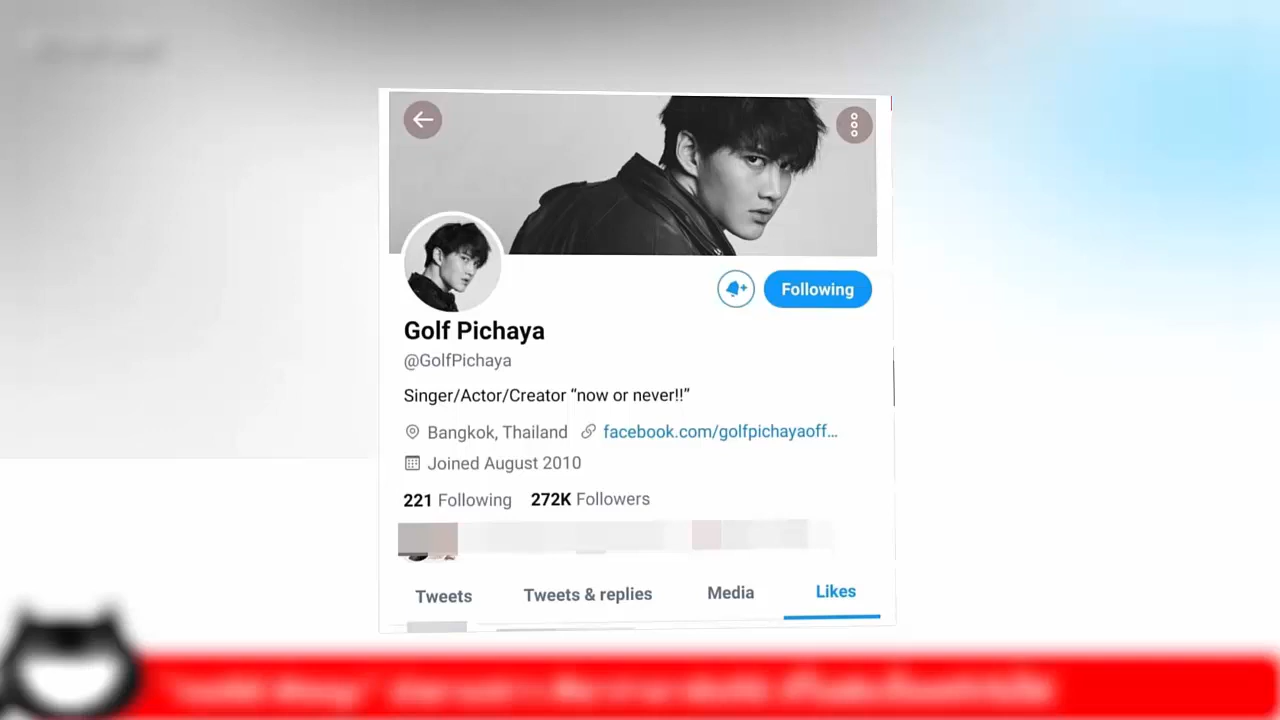 Following
Golf Pichaya
@GolfPichaya
Singer/Actor/Creator “now or never!!”
Bangkok, Thailand facebook.com/golfpichayaoff…
Joined August 2010
221 Following 272K Followers
Tweets Tweets & replies Media Likes